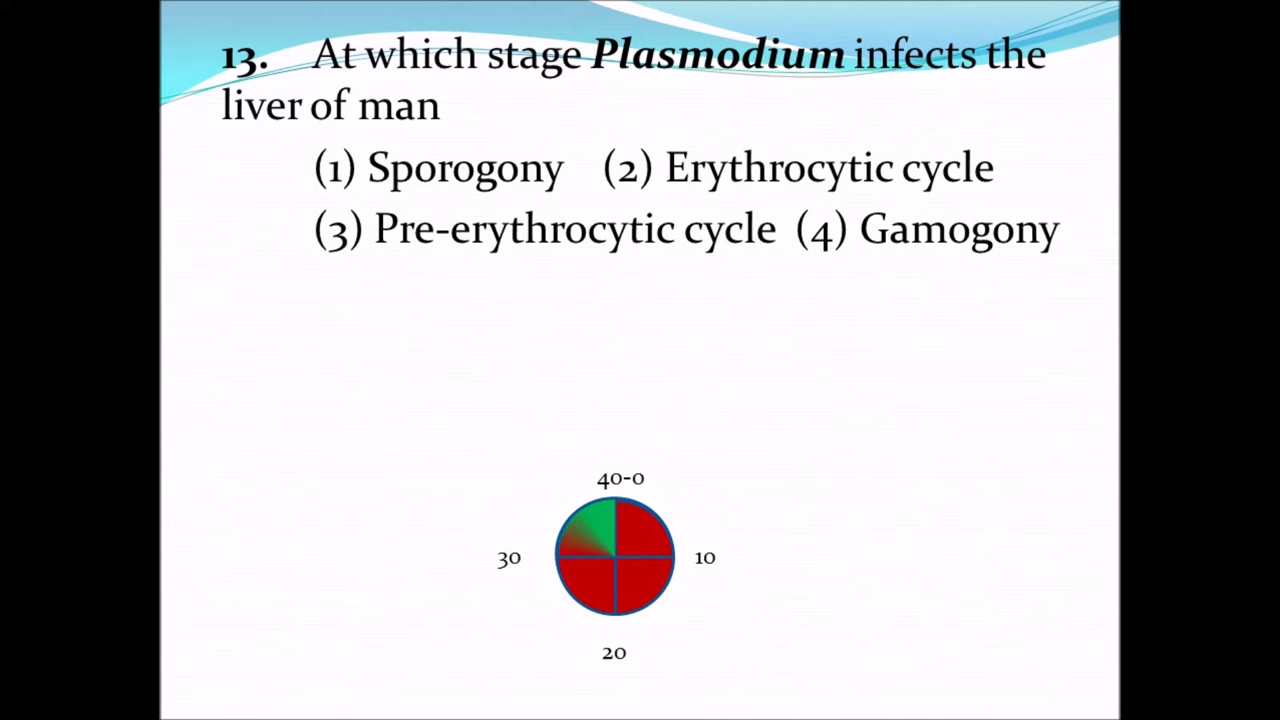 13. At which stage Plasmodium infects the
liver of man
(1) Sporogony (2) Erythrocytic cycle
(3) Pre-erythrocytic cycle (4) Gamogony
40-0
30 10
20